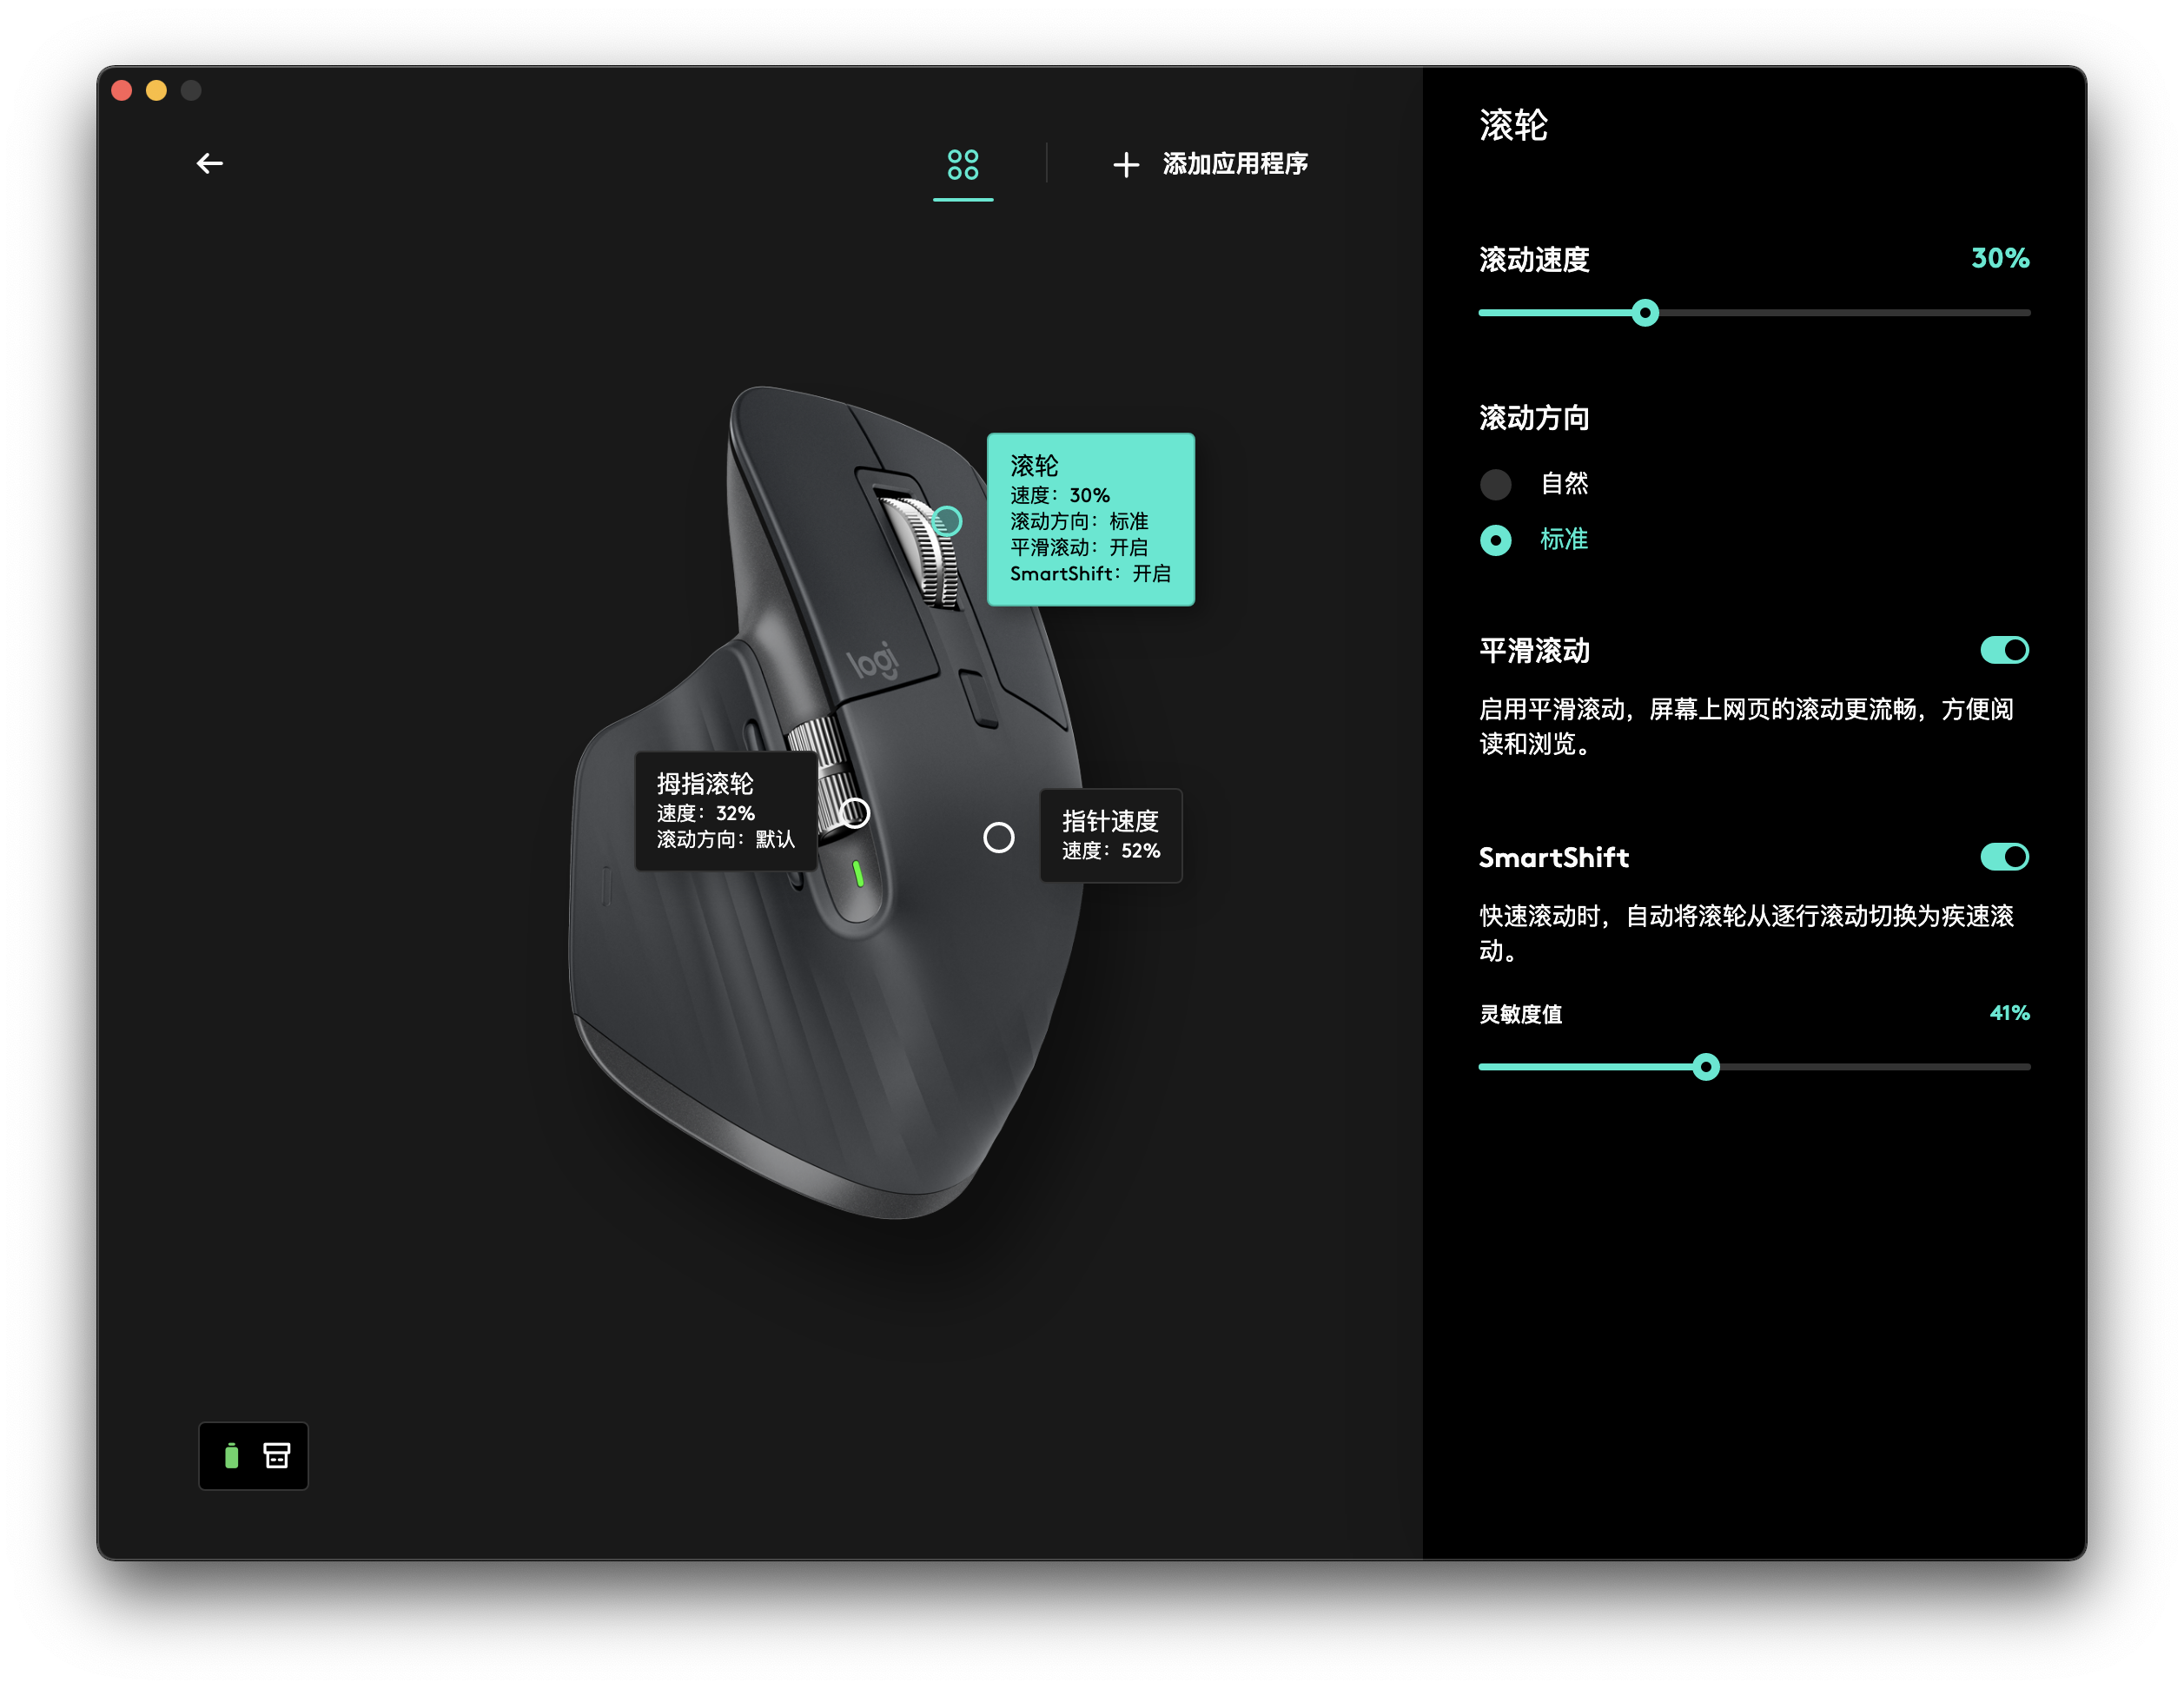 添加应用程序
滚轮
速度：30%
滚动方向：标准
平滑滚动：开启
SmartShift：开启
logi
拇指滚轮
速度：32%
滚动方向：默认
指针速度
速度：52%
滚轮
滚动速度
30%
滚动方向
自然
标准
平滑滚动
启用平滑滚动，屏幕上网页的滚动更流畅，方便阅
读和浏览。
SmartShift
快速滚动时，自动将滚轮从逐行滚动切换为疾速滚
动。
灵敏度值
41%